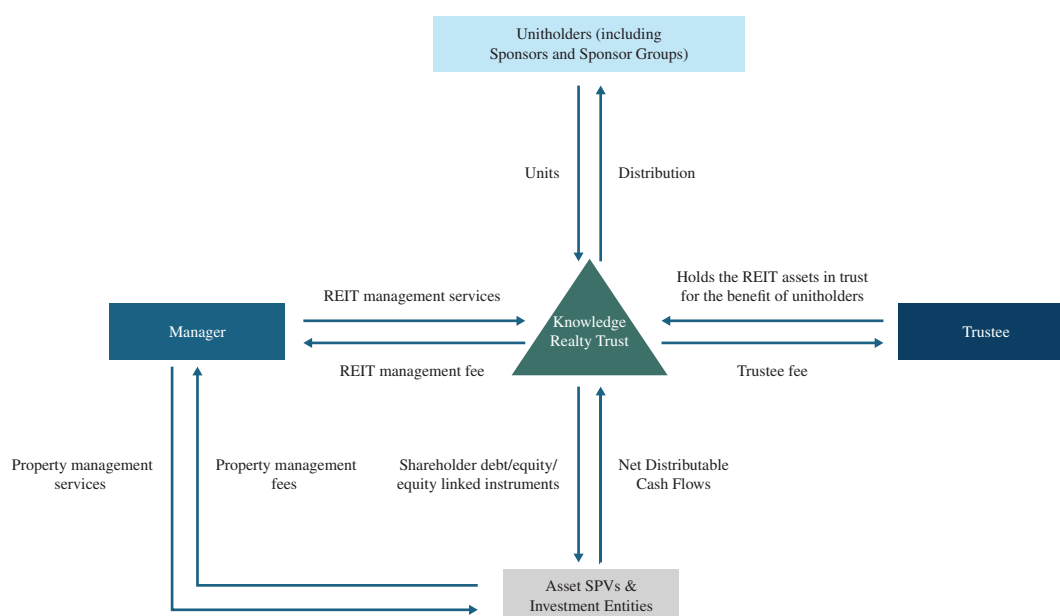 Unitholders (including
Sponsors and Sponsor Groups)
Units
Distribution
REIT management services
Holds the REIT assets in trust
for the benefit of unitholders
Manager
Knowledge
Realty Trust
Trustee
REIT management fee
Trustee fee
Property management
services
Property management
fees
Shareholder debt/equity/
equity linked instruments
Net Distributable
Cash Flows
Asset SPVs &
Investment Entities